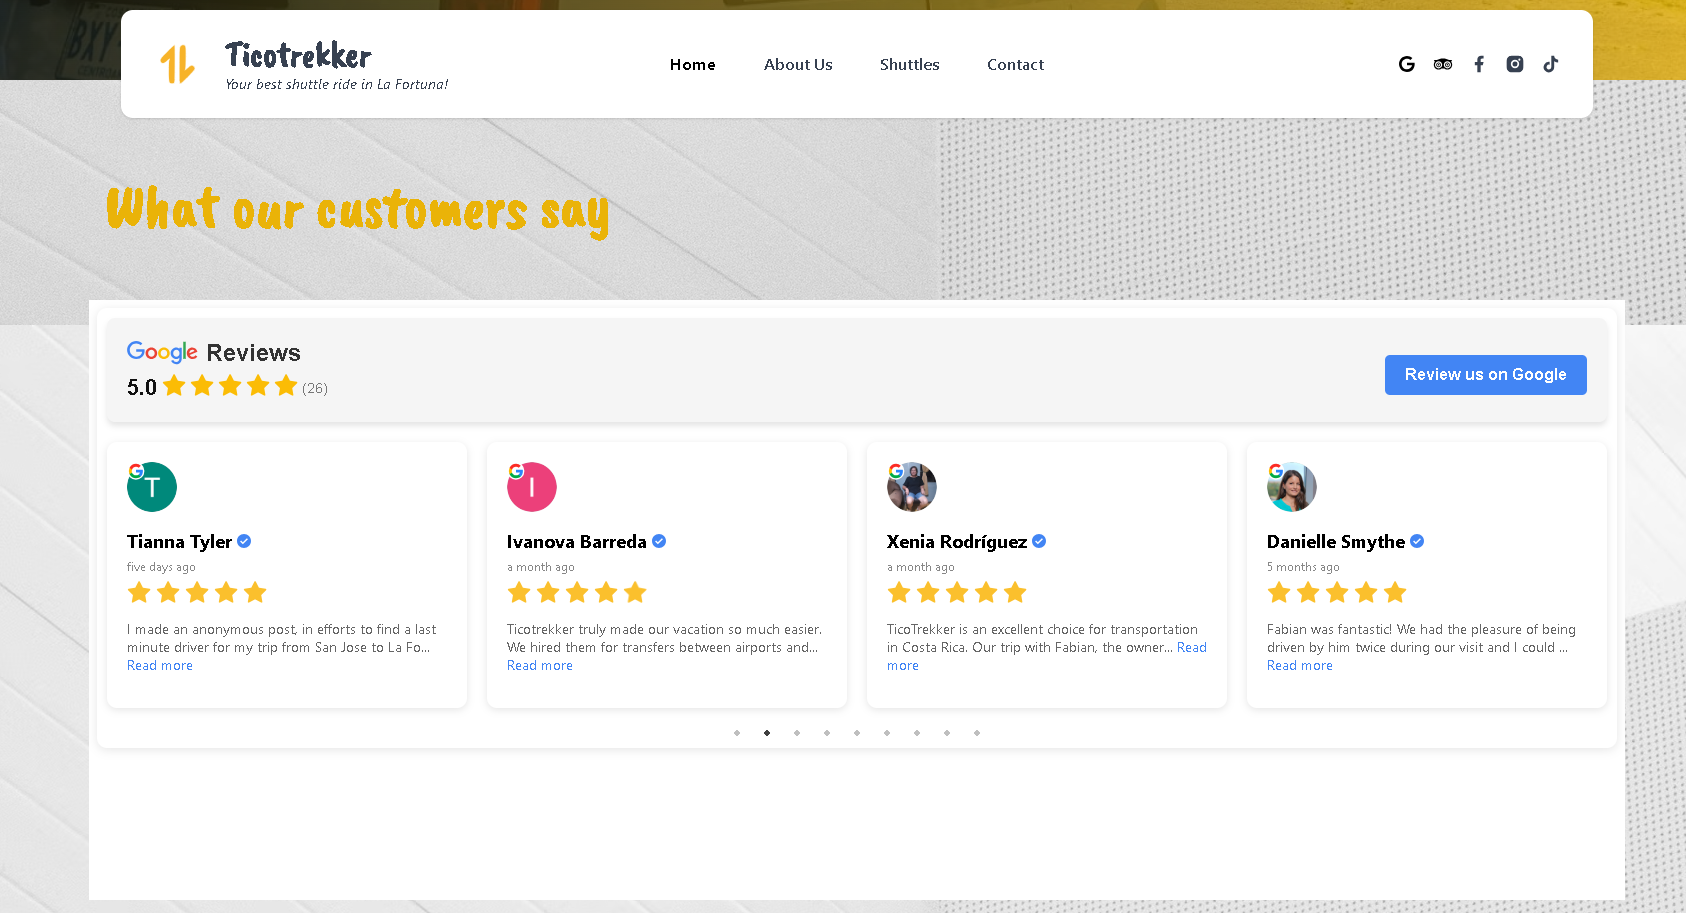 BXY
Ticotrekker
Your best shuttle ride in La Fortuna!
Home
About Us
Shuttles
Contact
What our customers say
Google Reviews
5.0 (26)
Review us on Google
T
Tianna Tyler
five days ago
I made an anonymous post, in efforts to find a last
minute driver for my trip from San Jose to La Fo...
Read more
I
Ivanova Barreda
a month ago
Ticotrekker truly made our vacation so much easier.
We hired them for transfers between airports and...
Read more
Xenia Rodríguez
a month ago
TicoTrekker is an excellent choice for transportation
in Costa Rica. Our trip with Fabian, the owner... Read
more
Danielle Smythe
5 months ago
Fabian was fantastic! We had the pleasure of being
driven by him twice during our visit and I could ...
Read more